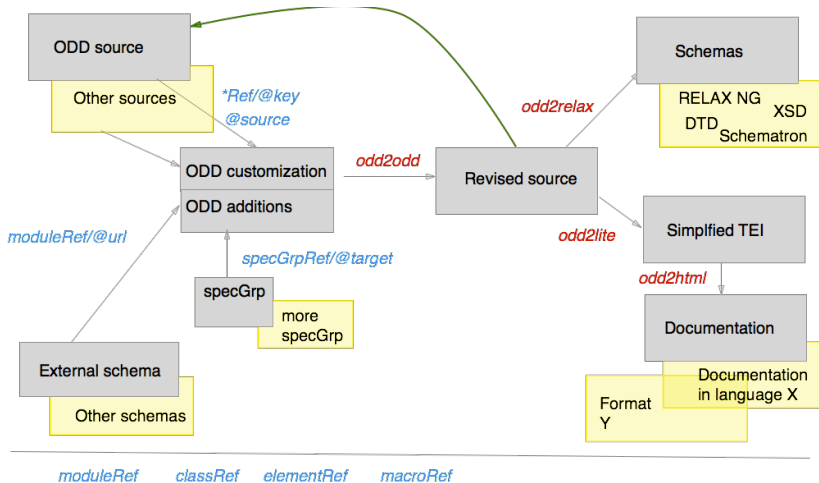 ODD source
Other sources
*Ref/@key
@source
Schemas
RELAX NG
XSD
DTD
Schematron
odd2relax
ODD customization
ODD additions
odd2odd
Revised source
moduleRef/@url
specGrpRef/@target
odd2lite
Simplfied TEI
odd2html
specGrp
more
specGrp
Documentation
External schema
Other schemas
Documentation
in language X
Format
Y
moduleRef classRef elementRef macroRef